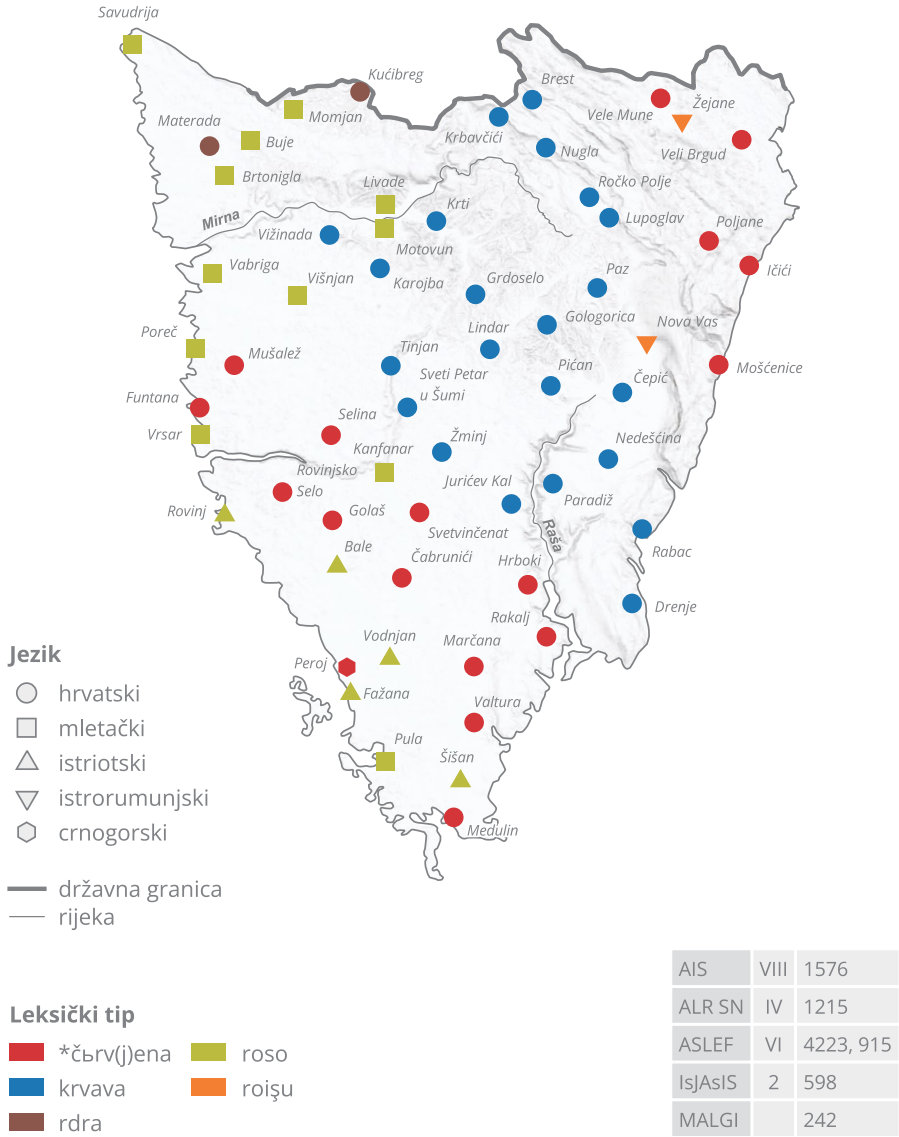 Savudrija
Kućibreg
Brest
Momjan
Vele Mune
Žejane
Materada
Buje
Krbavčići
Nugla
Veli Brgud
Brtonigla
Livade
Ročko Polje
Mirna
Krti
Lupoglav
Poljane
Vižinada
Motovun
Vabriga
Višnjan
Karojba
Grdoselo
Paz
Ičići
Poreč
Lindar
Gologorica
Nova Vas
Mušalež
Tinjan
Pićan
Čepić
Mošćenice
Sveti Petar
u Šumi
Funtana
Selina
Vrsar
Kanfanar
Žminj
Nedešćina
Rovinjsko
Selo
Jurićev Kal
Paradiž
Rovinj
Golaš
Svetvinčenat
Raša
Rabac
Bale
Čabrunići
Hrboki
Drenje
Rakalj
Vodnjan
Marčana
Peroj
Fažana
Valtura
Pula
Šišan
Medulin
Jezik
hrvatski
mletački
istriotski
istrorumunjski
crnogorski
državna granica
rijeka
Leksički tip
*čьrv(j)ena
roso
krvava
roişu
rdra
AIS VIII 1576
ALR SN IV 1215
ASLEF VI 4223, 915
IsJAsIS 2 598
MALGI 242